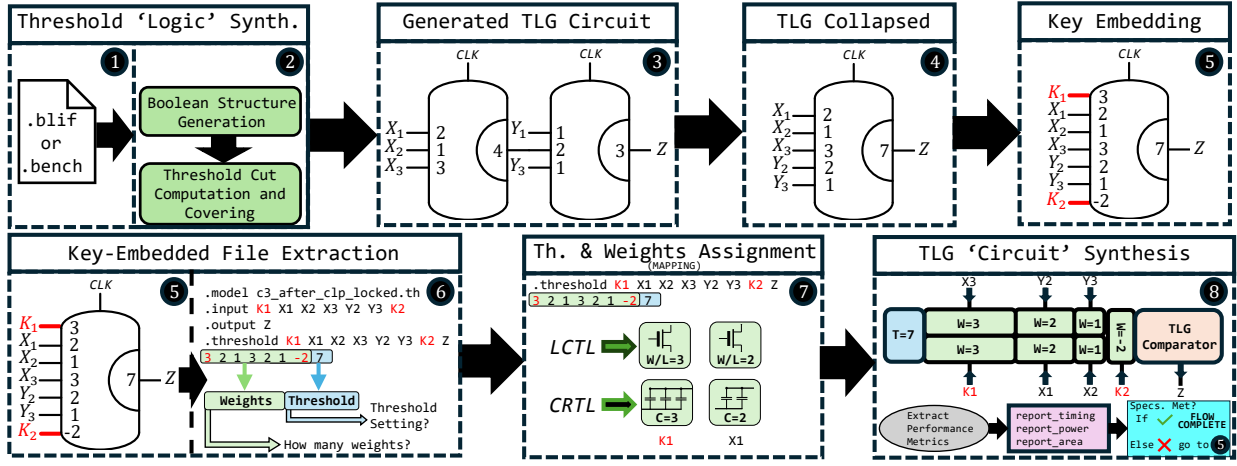 Threshold ‘Logic’ Synth.
1
2
.blif
or
.bench
Boolean Structure
Generation
Threshold Cut
Computation and
Covering
Generated TLG Circuit
3
CLK
CLK
X1
X2
X3
2
1
3
4
Y1
Y3
1
2
1
3
Z
TLG Collapsed
4
CLK
X1
X2
X3
Y2
Y3
2
1
3
2
1
7
Z
Key Embedding
5
CLK
K1
X1
X2
X3
Y2
Y3
K2
3
2
1
3
2
1
-2
7
Z
Key-Embedded File Extraction
5
CLK
K1
X1
X2
X3
Y2
Y3
K2
3
2
1
3
2
1
-2
7
Z
6
.model c3_after_clp_locked.th
.input K1 X1 X2 X3 Y2 Y3 K2
.output Z
.threshold K1 X1 X2 X3 Y2 Y3 K2 Z
3 2 1 3 2 1 -2 7
Weights
Threshold
Threshold
Setting?
How many weights?
Th. & Weights Assignment
(MAPPING)
7
.threshold K1 X1 X2 X3 Y2 Y3 K2 Z
3 2 1 3 2 1 -2 7
LCTL
W/L=3
W/L=2
CRTL
C=3
C=2
K1
X1
TLG ‘Circuit’ Synthesis
8
X3
Y2
Y3
T=7
W=3
W=2
W=1
W=3
W=2
W=1
W=-2
TLG
Comparator
K1
X1
X2
K2
Z
Extract
Performance
Metrics
report_timing
report_power
report_area
Specs. Met?
If FLOW
COMPLETE
Else go to 5